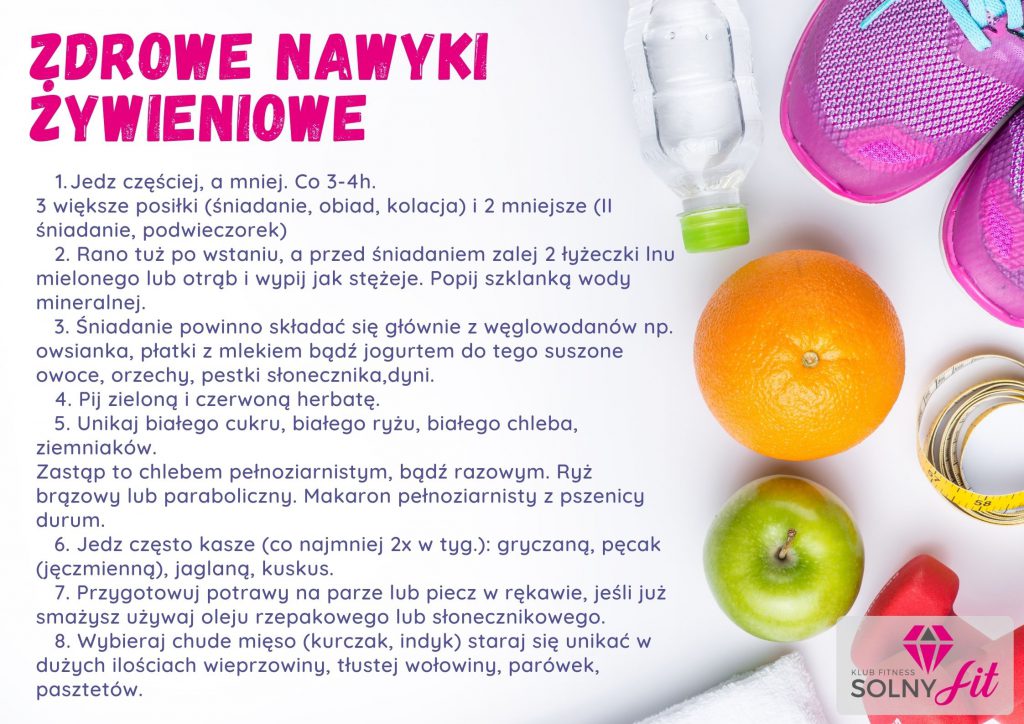 ZDROWE NAWYKI
ŻYWIENIOWE
1.Jedz częściej, a mniej. Co 3-4h.
3 większe posiłki (śniadanie, obiad, kolacja) i 2 mniejsze (II
śniadanie, podwieczorek)
2. Rano tuż po wstaniu, a przed śniadaniem zalej 2 łyżeczki lnu
mielonego lub otrąb i wypij jak stężeje. Popij szklanką wody
mineralnej.
3. Śniadanie powinno składać się głównie z węglowodanów np.
owsianka, płatki z mlekiem bądź jogurtem do tego suszone
owoce, orzechy, pestki słonecznika,dyni.
4. Pij zieloną i czerwoną herbatę.
5. Unikaj białego cukru, białego ryżu, białego chleba,
ziemniaków.
Zastąp to chlebem pełnoziarnistym, bądź razowym. Ryż
brązowy lub paraboliczny. Makaron pełnoziarnisty z pszenicy
durum.
6. Jedz często kasze (co najmniej 2x w tyg.): gryczaną, pęcak
(jęczmienną), jaglaną, kuskus.
7. Przygotowuj potrawy na parze lub piecz w rękawie, jeśli już
smażysz używaj oleju rzepakowego lub słonecznikowego.
8. Wybieraj chude mięso (kurczak, indyk) staraj się unikać w
dużych ilościach wieprzowiny, tłustej wołowiny, parówek,
pasztetów.
58
KLUB FITNESS
SOLNY fit